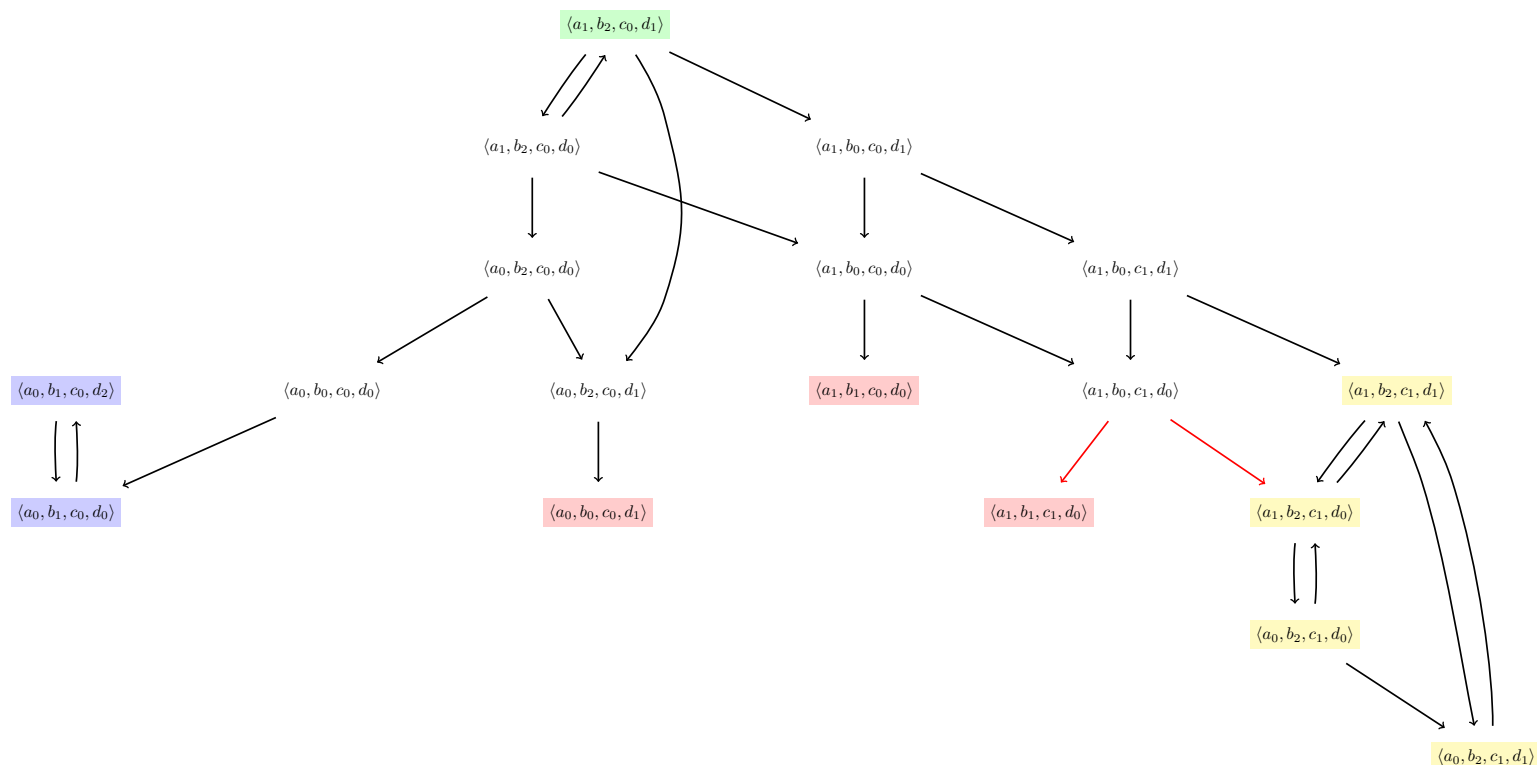 ⟨a₁, b₂, c₀, d₁⟩
⟨a₁, b₂, c₀, d₀⟩
⟨a₁, b₀, c₀, d₁⟩
⟨a₀, b₂, c₀, d₀⟩
⟨a₁, b₀, c₀, d₀⟩
⟨a₁, b₀, c₁, d₁⟩
⟨a₀, b₁, c₀, d₂⟩
⟨a₀, b₀, c₀, d₀⟩
⟨a₀, b₂, c₀, d₁⟩
⟨a₁, b₁, c₀, d₀⟩
⟨a₁, b₀, c₁, d₀⟩
⟨a₁, b₂, c₁, d₁⟩
⟨a₀, b₁, c₀, d₀⟩
⟨a₀, b₀, c₀, d₁⟩
⟨a₁, b₁, c₁, d₀⟩
⟨a₁, b₂, c₁, d₀⟩
⟨a₀, b₂, c₁, d₀⟩
⟨a₀, b₂, c₁, d₁⟩